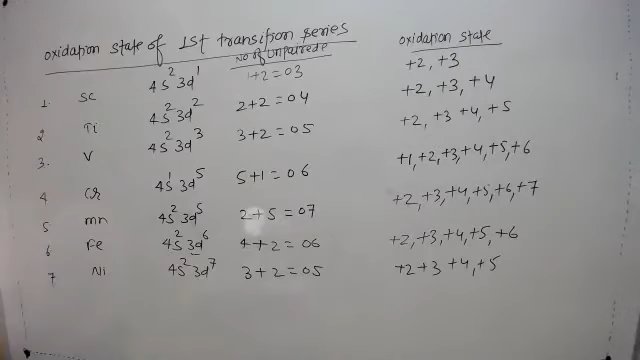 oxidation state of 1st transition series
No of unpaired e oxidation state
1. SC 4S² 3d¹ 1+2=03 +2, +3
2 Ti 4S² 3d² 2+2=04 +2, +3, +4
3. V 4S² 3d³ 3+2=05 +2, +3 +4, +5
4 Cr 4S¹ 3d⁵ 5+1=06 +1, +2, +3, +4, +5, +6
5 mn 4S² 3d⁵ 2+5=07 +2, +3, +4, +5, +6, +7
6 Fe 4S² 3d⁶ 4+2=06 +2, +3, +4, +5, +6
7 Ni 4S² 3d⁷ 3+2=05 +2+3 +4, +5